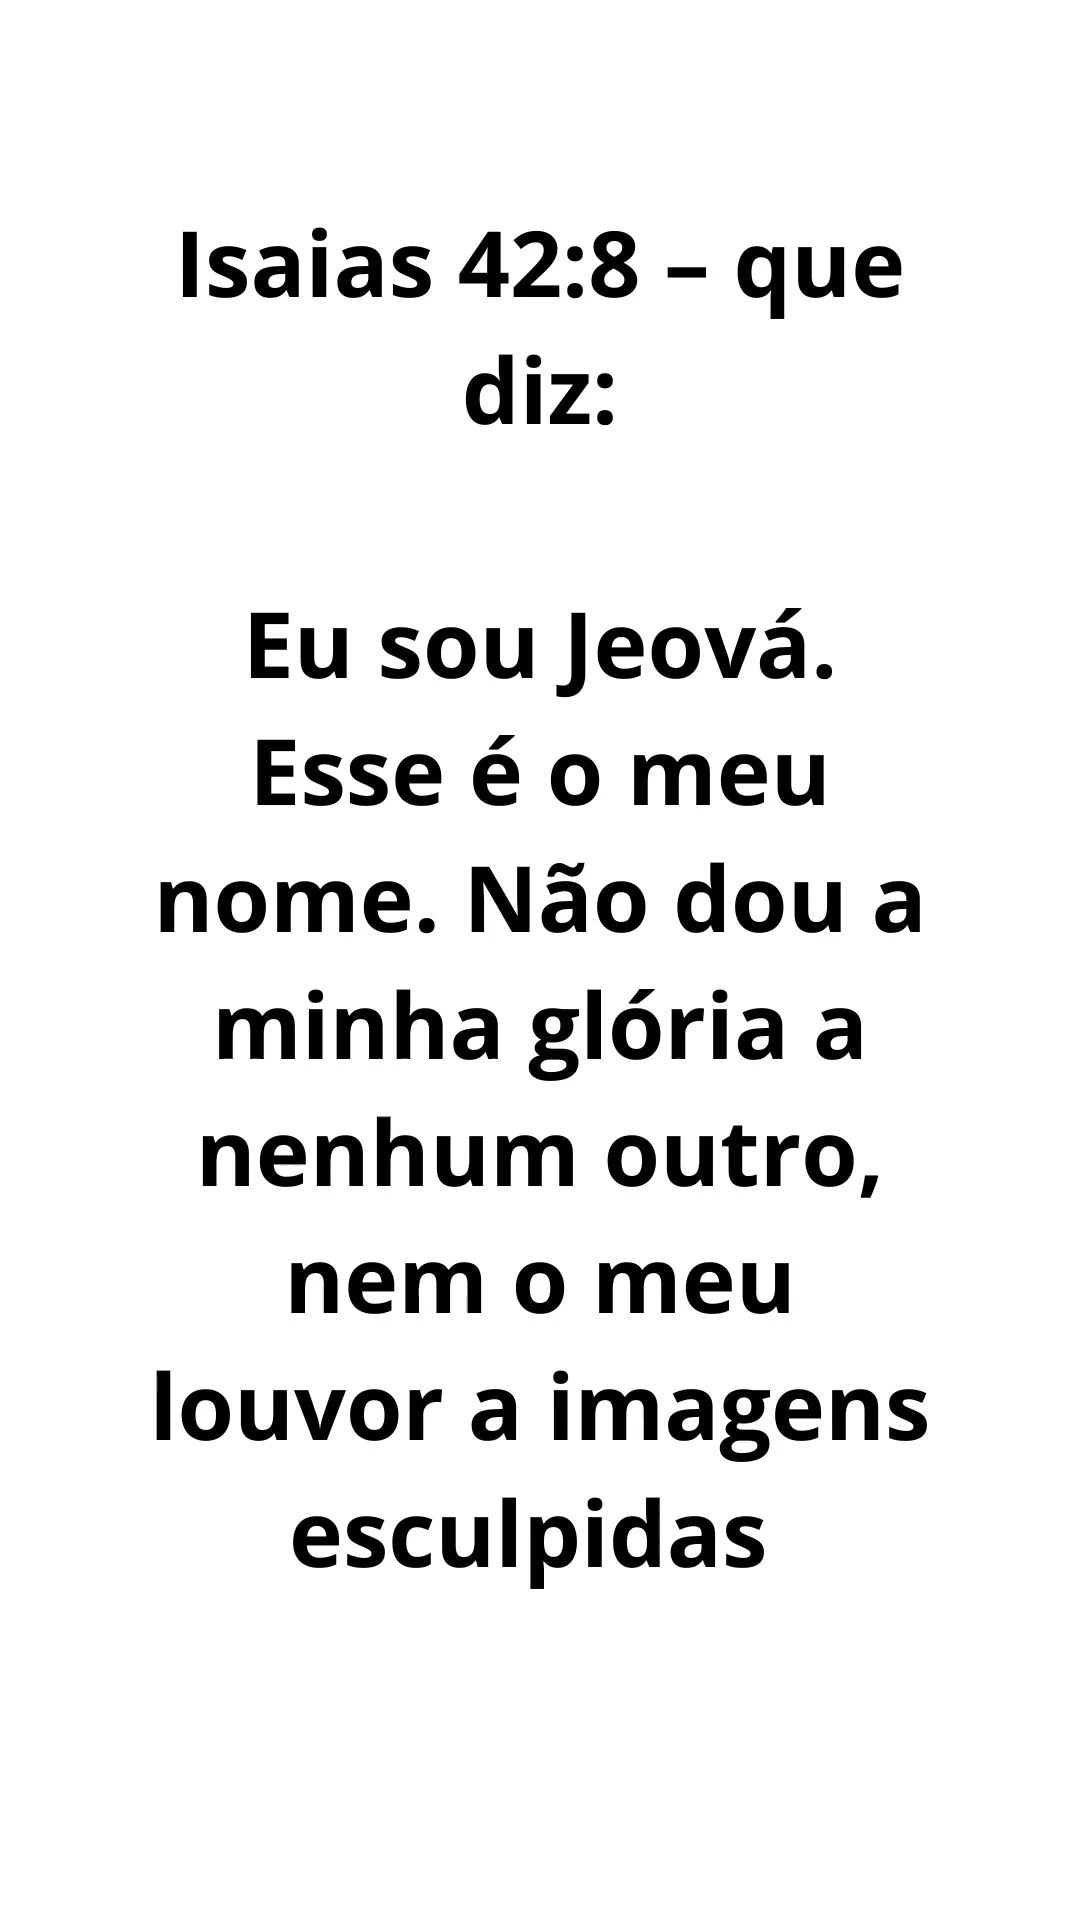 Isaias 42:8 – que
diz:
Eu sou Jeová.
Esse é o meu
nome. Não dou a
minha glória a
nenhum outro,
nem o meu
louvor a imagens
esculpidas